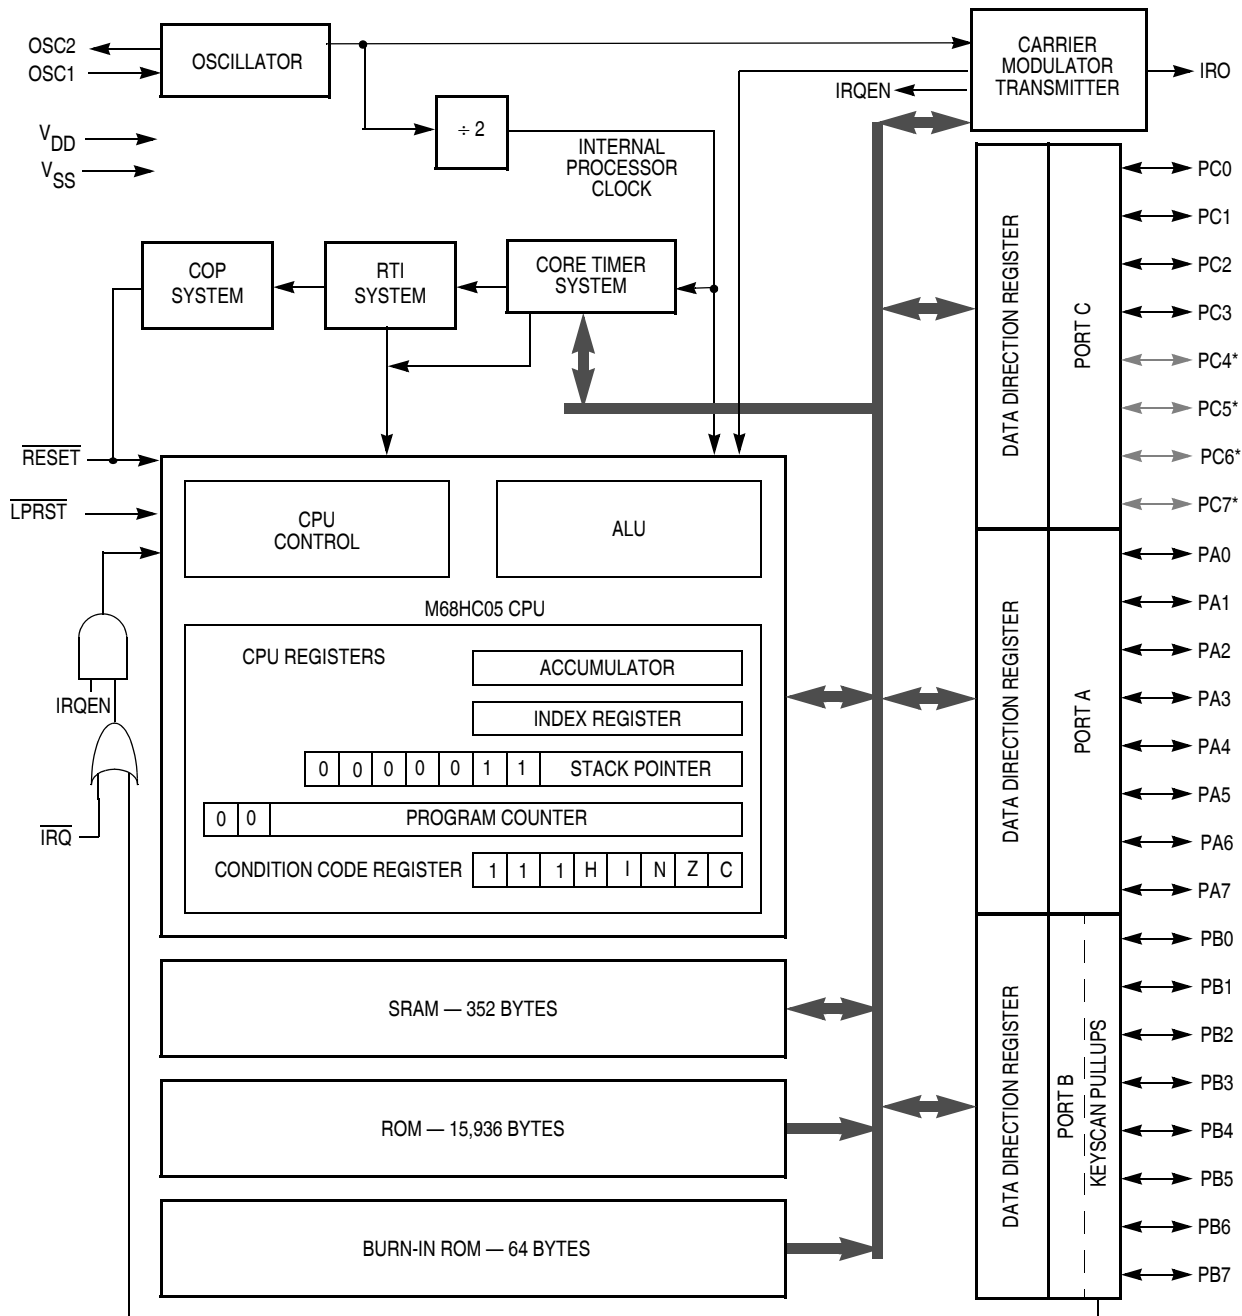 OSC2
OSC1
OSCILLATOR
CARRIER
MODULATOR
TRANSMITTER
IRO
IRQEN
VDD
VSS
÷ 2
INTERNAL
PROCESSOR
CLOCK
COP
SYSTEM
RTI
SYSTEM
CORE TIMER
SYSTEM
RESET
LPRST
CPU
CONTROL
ALU
M68HC05 CPU
CPU REGISTERS
ACCUMULATOR
INDEX REGISTER
0 0 0 0 0 1 1 STACK POINTER
0 0 PROGRAM COUNTER
CONDITION CODE REGISTER 1 1 1 H I N Z C
IRQEN
IRQ
SRAM — 352 BYTES
ROM — 15,936 BYTES
BURN-IN ROM — 64 BYTES
DATA DIRECTION REGISTER
PORT C
PC0
PC1
PC2
PC3
PC4*
PC5*
PC6*
PC7*
DATA DIRECTION REGISTER
PORT A
PA0
PA1
PA2
PA3
PA4
PA5
PA6
PA7
DATA DIRECTION REGISTER
PORT B
KEYSCAN PULLUPS
PB0
PB1
PB2
PB3
PB4
PB5
PB6
PB7